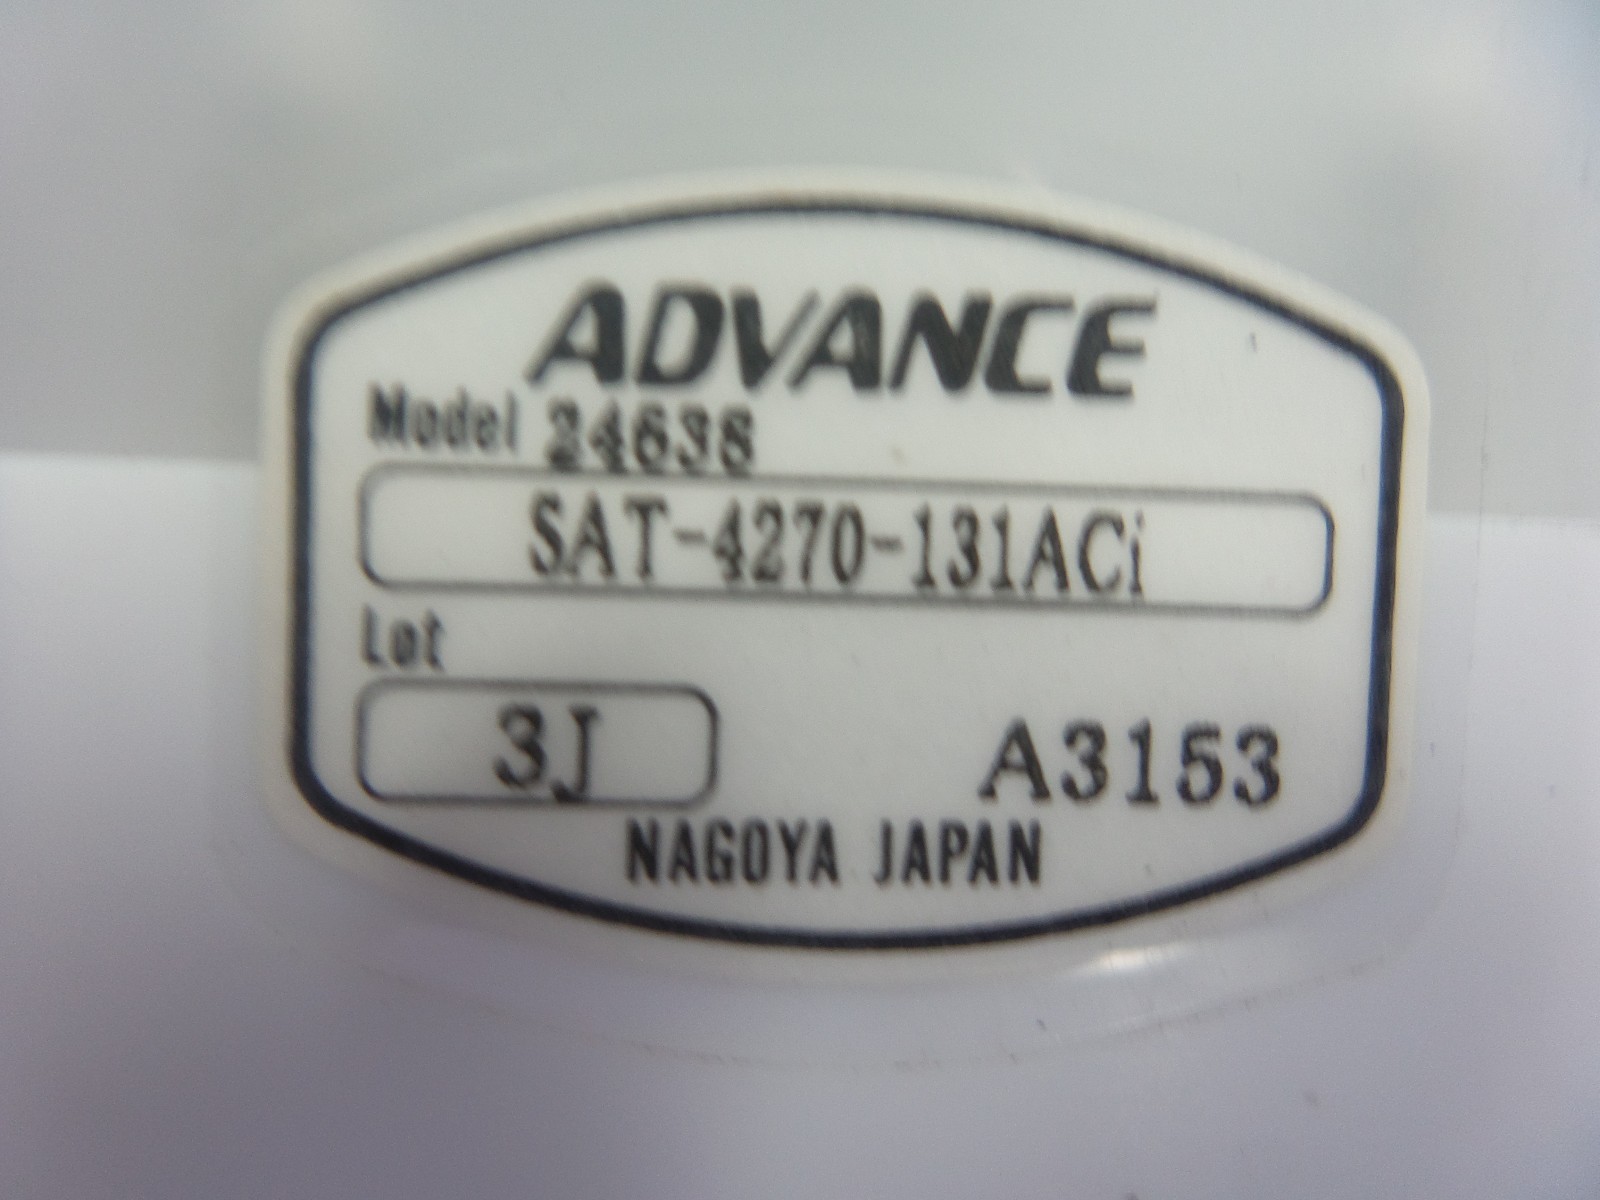 ADVANCE
Model 24638
SAT-4270-131ACi
Lot
3J A3153
NAGOYA JAPAN